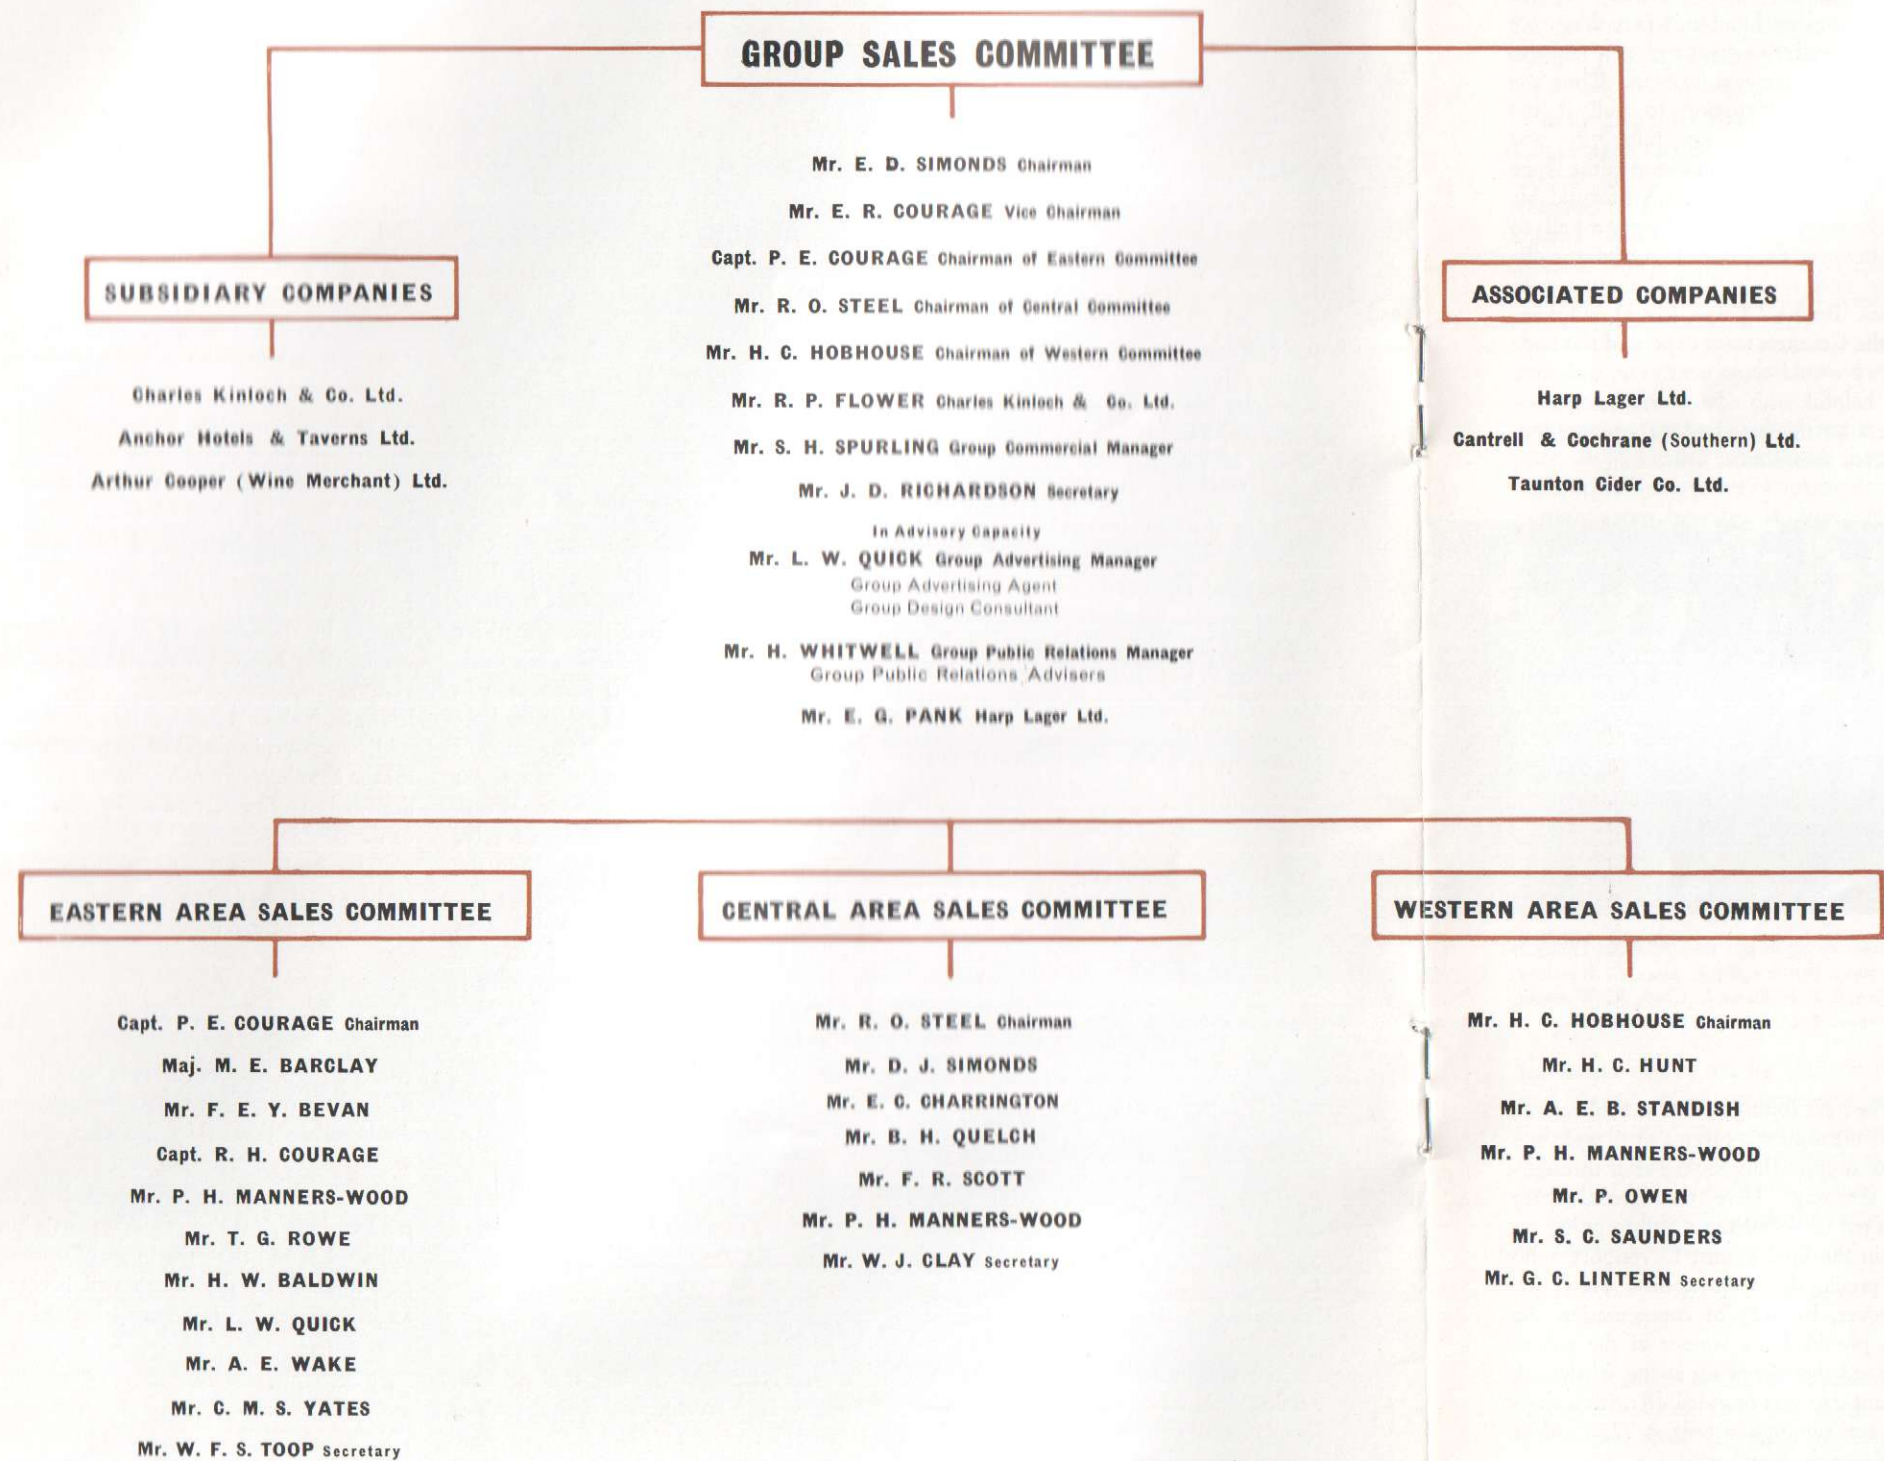 GROUP SALES COMMITTEE
Mr. E. D. SIMONDS Chairman
Mr. E. R. COURAGE Vice Chairman
Capt. P. E. COURAGE Chairman of Eastern Committee
Mr. R. O. STEEL Chairman of Central Committee
Mr. H. C. HOBHOUSE Chairman of Western Committee
Mr. R. P. FLOWER Charles Kinloch & Co. Ltd.
Mr. S. H. SPURLING Group Commercial Manager
Mr. J. D. RICHARDSON Secretary
In Advisory Capacity
Mr. L. W. QUICK Group Advertising Manager
Group Advertising Agent
Group Design Consultant
Mr. H. WHITWELL Group Public Relations Manager
Group Public Relations Advisers
Mr. E. G. PANK Harp Lager Ltd.
SUBSIDIARY COMPANIES
Charles Kinloch & Co. Ltd.
Anchor Hotels & Taverns Ltd.
Arthur Cooper (Wine Merchant) Ltd.
ASSOCIATED COMPANIES
Harp Lager Ltd.
Cantrell & Cochrane (Southern) Ltd.
Taunton Cider Co. Ltd.
EASTERN AREA SALES COMMITTEE
Capt. P. E. COURAGE Chairman
Maj. M. E. BARCLAY
Mr. F. E. Y. BEVAN
Capt. R. H. COURAGE
Mr. P. H. MANNERS-WOOD
Mr. T. G. ROWE
Mr. H. W. BALDWIN
Mr. L. W. QUICK
Mr. A. E. WAKE
Mr. C. M. S. YATES
Mr. W. F. S. TOOP Secretary
CENTRAL AREA SALES COMMITTEE
Mr. R. O. STEEL Chairman
Mr. D. J. SIMONDS
Mr. E. C. CHARRINGTON
Mr. B. H. QUELCH
Mr. F. R. SCOTT
Mr. P. H. MANNERS-WOOD
Mr. W. J. CLAY Secretary
WESTERN AREA SALES COMMITTEE
Mr. H. C. HOBHOUSE Chairman
Mr. H. C. HUNT
Mr. A. E. B. STANDISH
Mr. P. H. MANNERS-WOOD
Mr. P. OWEN
Mr. S. C. SAUNDERS
Mr. G. C. LINTERN Secretary